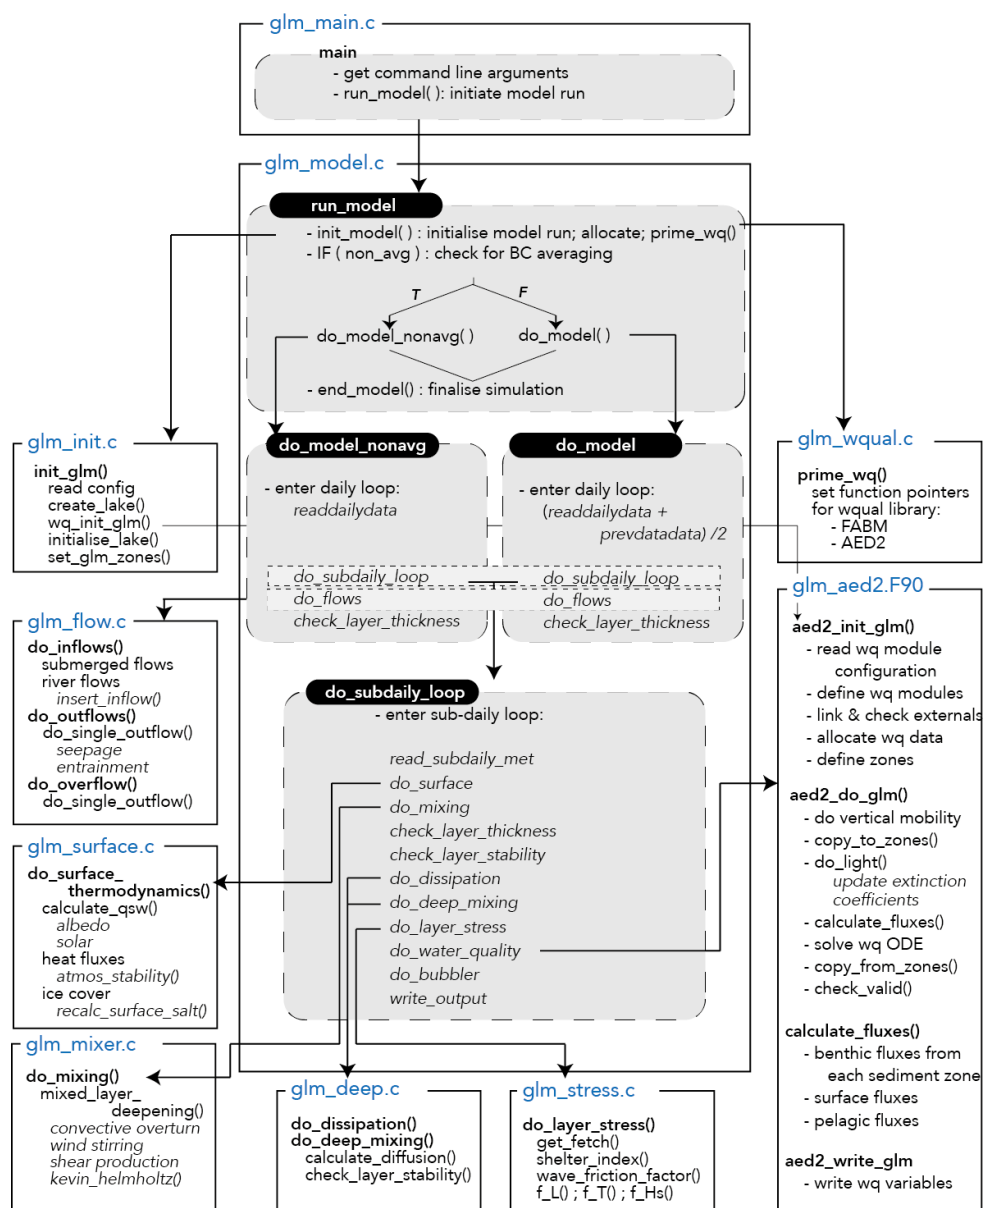 glm_main.c
main
- get command line arguments
- run_model( ): initiate model run
glm_model.c
run_model
- init_model( ) : initialise model run; allocate; prime_wq()
- IF ( non_avg ) : check for BC averaging
T
F
do_model_nonavg( )
do_model( )
- end_model() : finalise simulation
glm_init.c
init_glm()
read config
create_lake()
wq_init_glm()
initialise_lake()
set_glm_zones()
do_model_nonavg
- enter daily loop:
readdailydata
do_subdaily_loop
do_flows
check_layer_thickness
do_model
- enter daily loop:
(readdailydata +
prevdatadata) /2
do_subdaily_loop
do_flows
check_layer_thickness
glm_wqual.c
prime_wq()
set function pointers
for wqual library:
- FABM
- AED2
glm_flow.c
do_inflows()
submerged flows
river flows
insert_inflow()
do_outflows()
do_single_outflow()
seepage
entrainment
do_overflow()
do_single_outflow()
do_subdaily_loop
- enter sub-daily loop:
read_subdaily_met
do_surface
do_mixing
check_layer_thickness
check_layer_stability
do_dissipation
do_deep_mixing
do_layer_stress
do_water_quality
do_bubbler
write_output
glm_aed2.F90
aed2_init_glm()
- read wq module
configuration
- define wq modules
- link & check externals
- allocate wq data
- define zones
aed2_do_glm()
- do vertical mobility
- copy_to_zones()
- do_light()
update extinction
coefficients
- calculate_fluxes()
- solve wq ODE
- copy_from_zones()
- check_valid()
calculate_fluxes()
- benthic fluxes from
each sediment zone
- surface fluxes
- pelagic fluxes
aed2_write_glm
- write wq variables
glm_surface.c
do_surface_
thermodynamics()
calculate_qsw()
albedo
solar
heat fluxes
atmos_stability()
ice cover
recalc_surface_salt()
glm_mixer.c
do_mixing()
mixed_layer_
deepening()
convective overturn
wind stirring
shear production
kevin_helmholtz()
glm_deep.c
do_dissipation()
do_deep_mixing()
calculate_diffusion()
check_layer_stability()
glm_stress.c
do_layer_stress()
get_fetch()
shelter_index()
wave_friction_factor()
f_L() ; f_T() ; f_Hs()